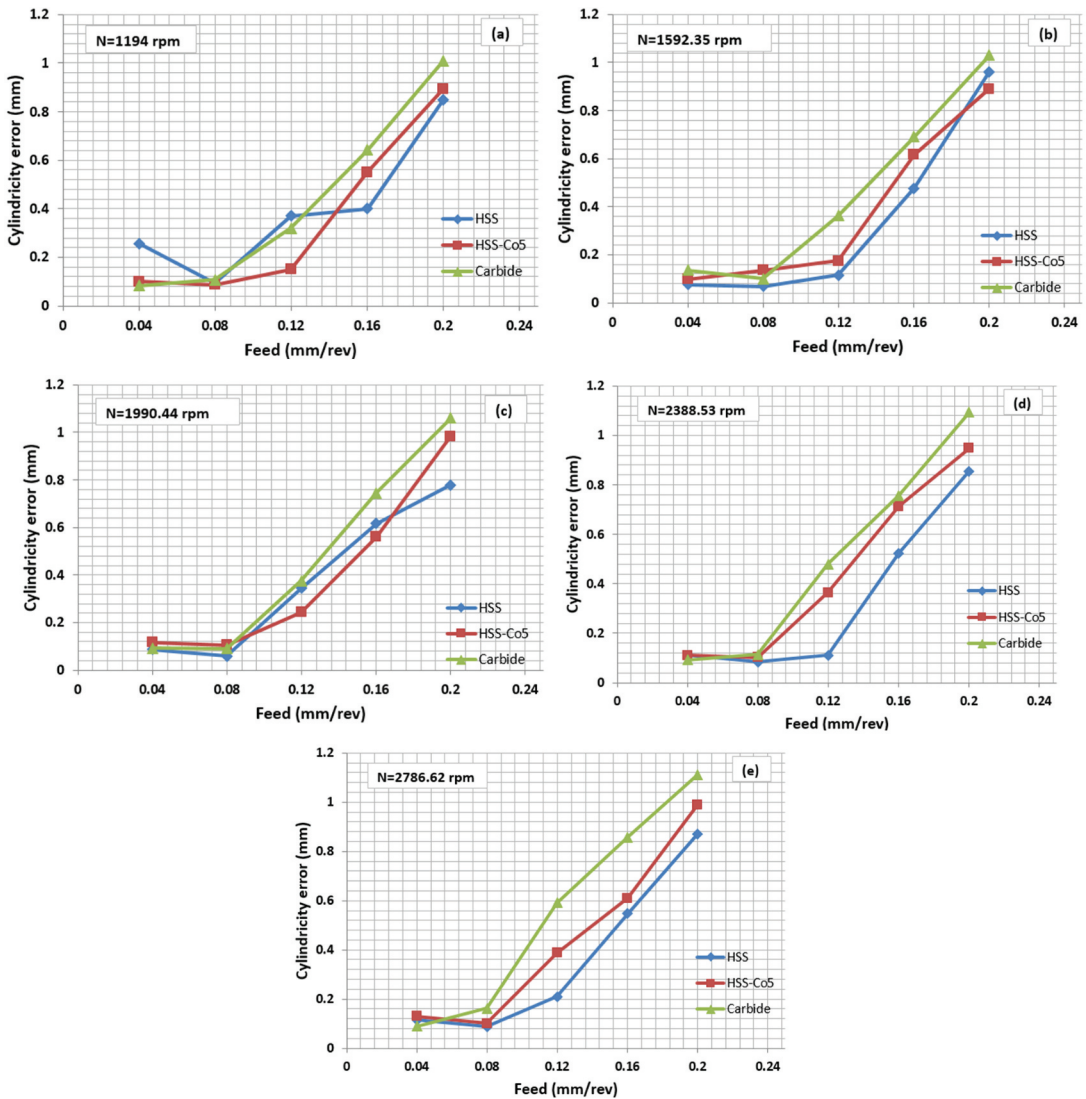 N=1194 rpm
(a)
Cylindricity error (mm)
1.2
1
0.8
0.6
0.4
0.2
0
HSS
HSS-Co5
Carbide
0 0.04 0.08 0.12 0.16 0.2 0.24
Feed (mm/rev)
N=1592.35 rpm
(b)
Cylindricity error (mm)
1.2
1
0.8
0.6
0.4
0.2
0
HSS
HSS-Co5
Carbide
0 0.04 0.08 0.12 0.16 0.2 0.24
Feed (mm/rev)
N=1990.44 rpm
(c)
Cylindricity error (mm)
1.2
1
0.8
0.6
0.4
0.2
0
HSS
HSS-Co5
Carbide
0 0.04 0.08 0.12 0.16 0.2 0.24
Feed (mm/rev)
N=2388.53 rpm
(d)
Cylindricity error (mm)
1.2
1
0.8
0.6
0.4
0.2
0
HSS
HSS-Co5
Carbide
0 0.04 0.08 0.12 0.16 0.2 0.24
Feed (mm/rev)
N=2786.62 rpm
(e)
Cylindricity error (mm)
1.2
1
0.8
0.6
0.4
0.2
0
HSS
HSS-Co5
Carbide
0 0.04 0.08 0.12 0.16 0.2 0.24
Feed (mm/rev)